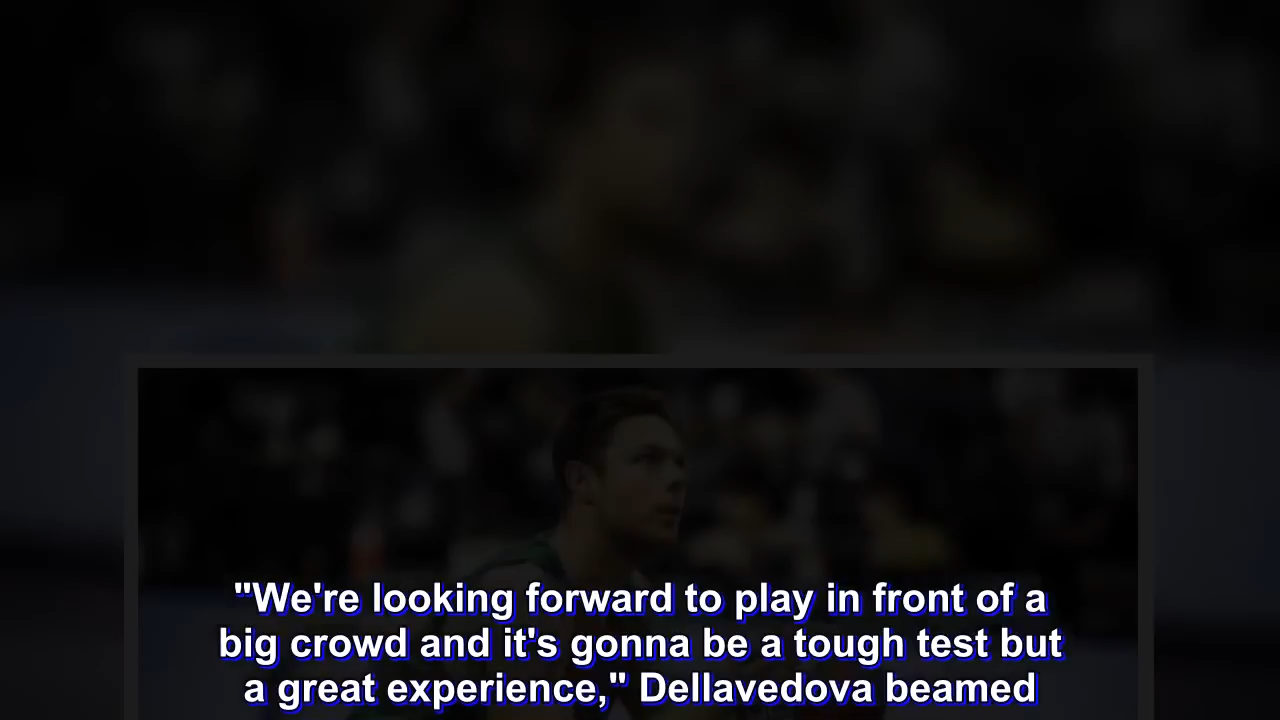 "We're looking forward to play in front of a
big crowd and it's gonna be a tough test but
a great experience," Dellavedova beamed